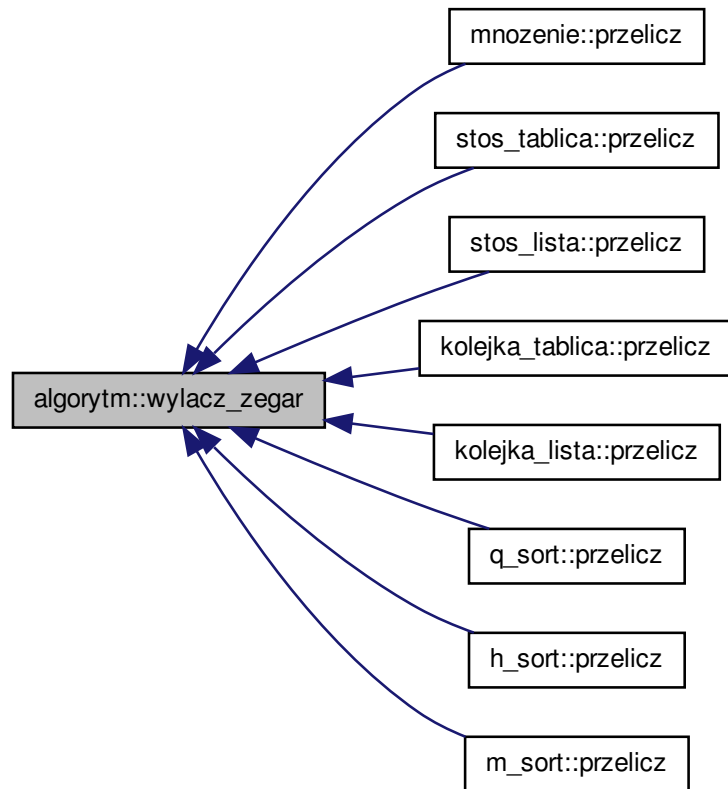 mnozenie::przelicz
stos_tablica::przelicz
stos_lista::przelicz
kolejka_tablica::przelicz
algorytm::wylacz_zegar
kolejka_lista::przelicz
q_sort::przelicz
h_sort::przelicz
m_sort::przelicz